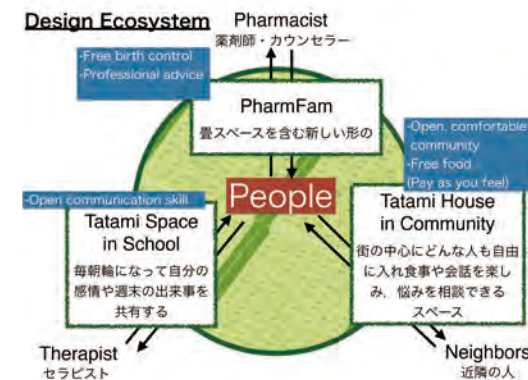 Design Ecosystem
Pharmacist
薬剤師・カウンセラー
-Free birth control
-Professional advice
PharmFam
畳スペースを含む新しい形の
-Open, comfortable
community
-Free food
(Pay as you feel)
People
-Open communication skill
Tatami Space
in School
毎朝輪になって自分の
感情や週末の出来事を
共有する
Tatami House
in Community
街の中心にどんな人も自由
に入れ食事や会話を楽し
み，悩みを相談できる
スペース
Therapist
セラピスト
Neighbors
近隣の人